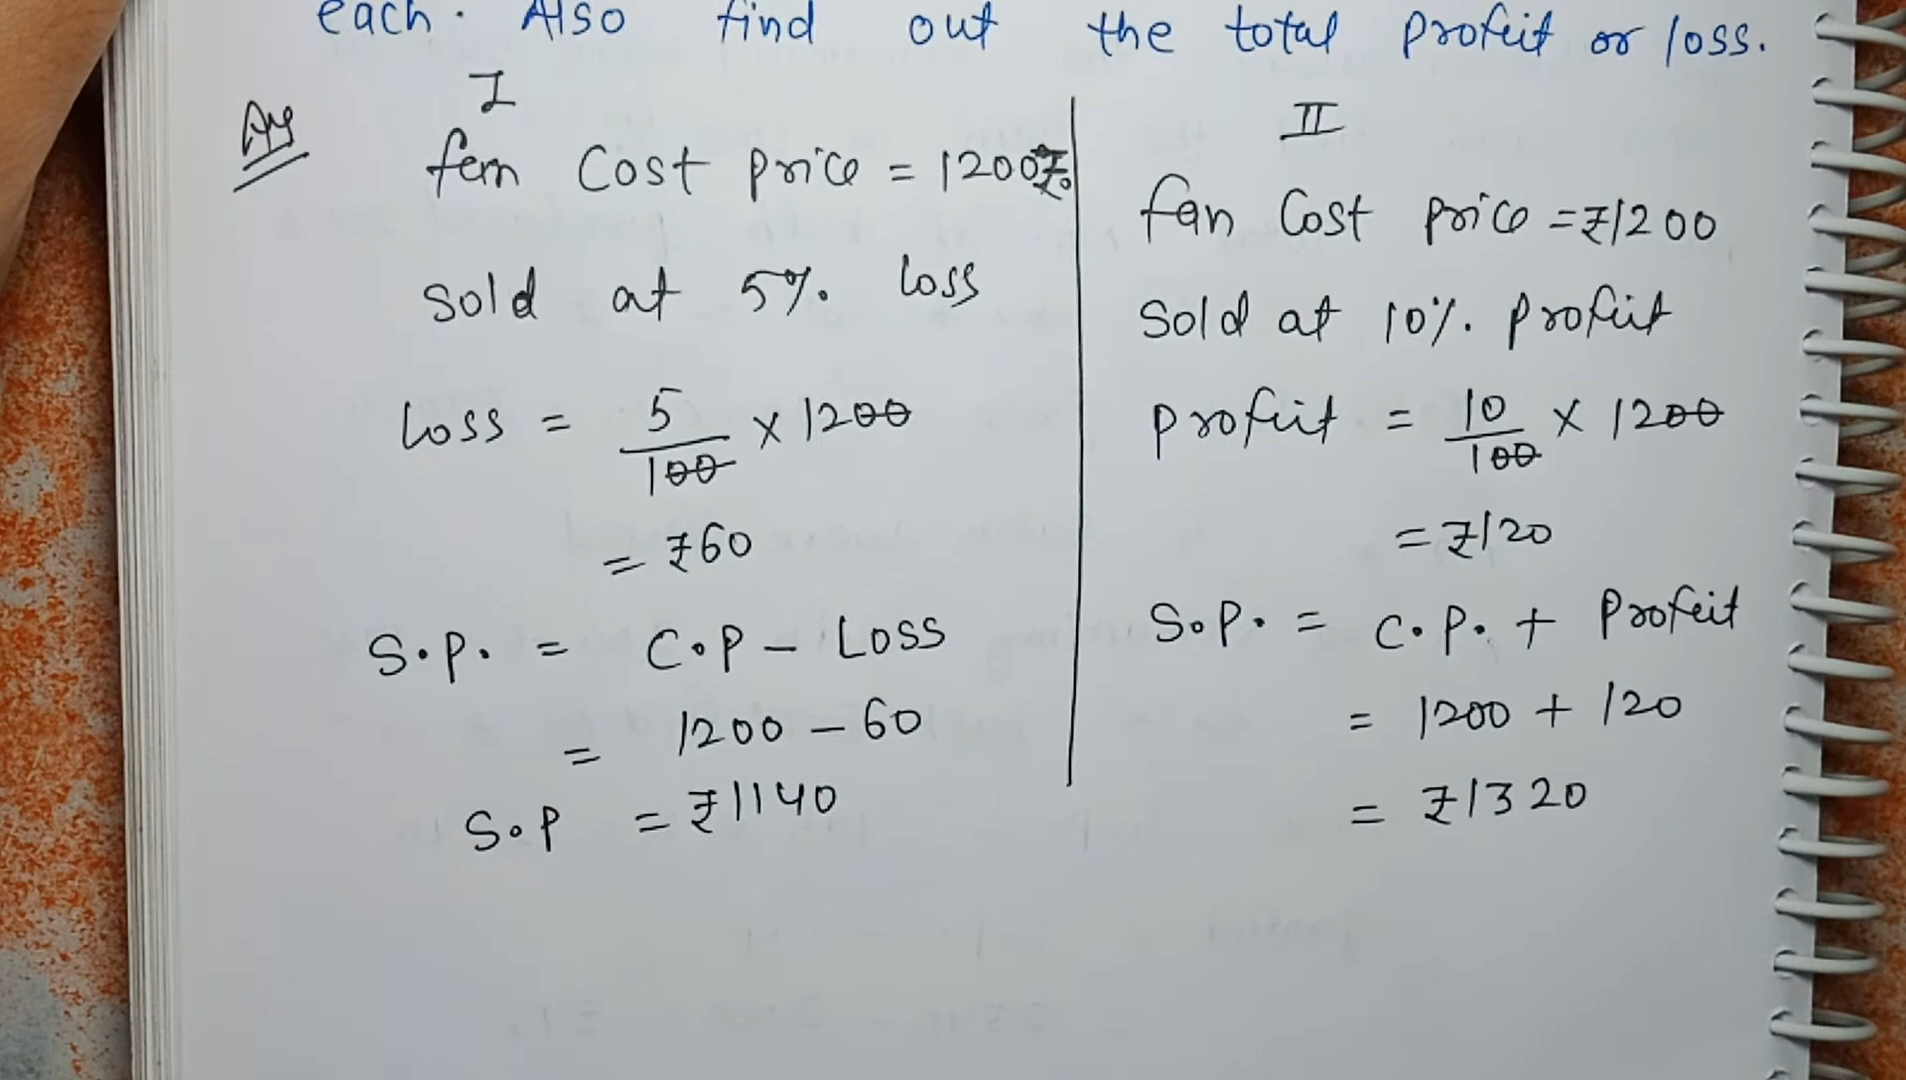 each. Also find out the total profit or loss.
Ans
I
fan Cost price = 1200₹
sold at 5% loss
Loss = 5/100 × 1200
= ₹60
S.P. = C.P - Loss
= 1200 - 60
S.P = ₹1140
II
fan Cost price = ₹1200
Sold at 10% profit
profit = 10/100 × 1200
= ₹120
S.P. = C.P. + Profit
= 1200 + 120
= ₹1320